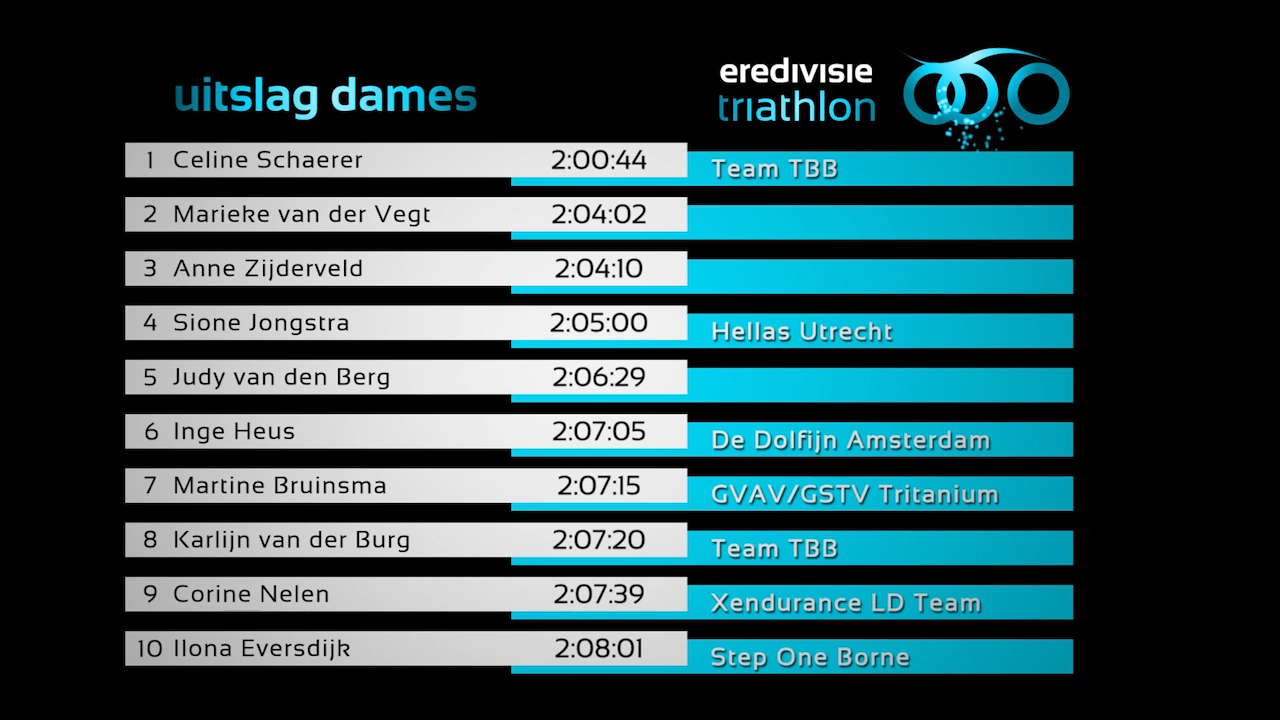 uitslag dames
eredivisie
triathlon
1 Celine Schaerer 2:00:44 Team TBB
2 Marieke van der Vegt 2:04:02
3 Anne Zijderveld 2:04:10
4 Sione Jongstra 2:05:00 Hellas Utrecht
5 Judy van den Berg 2:06:29
6 Inge Heus 2:07:05 De Dolfijn Amsterdam
7 Martine Bruinsma 2:07:15 GVAV/GSTV Tritanium
8 Karlijn van der Burg 2:07:20 Team TBB
9 Corine Nelen 2:07:39 Xendurance LD Team
10 Ilona Eversdijk 2:08:01 Step One Borne